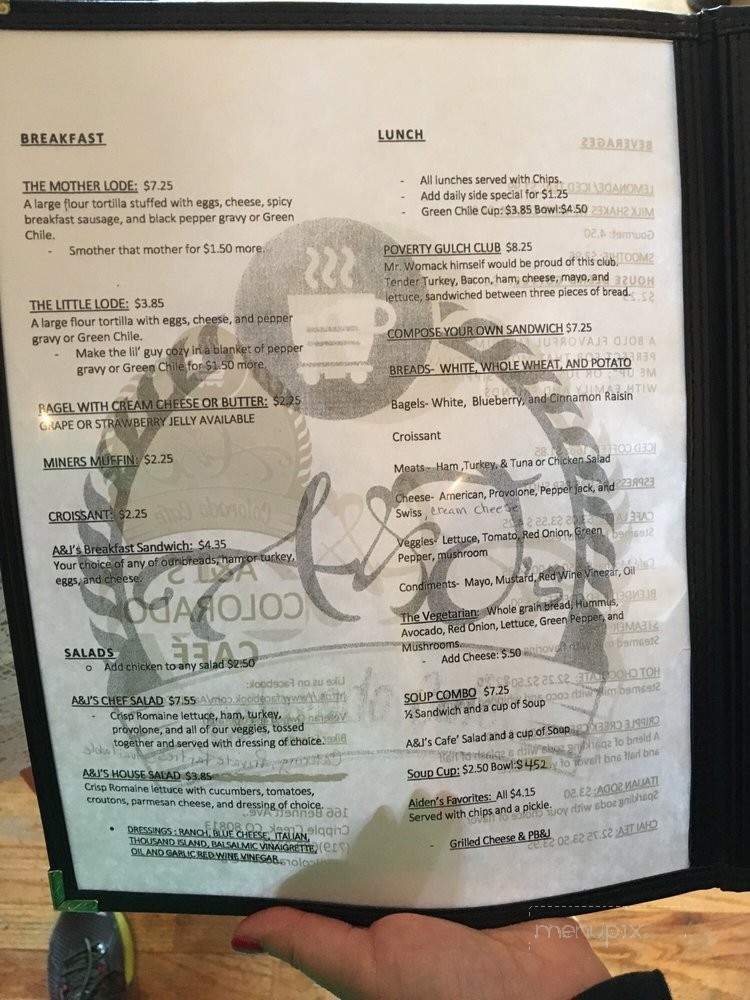 BREAKFAST
THE MOTHER LODE: $7.25
A large flour tortilla stuffed with eggs, cheese, spicy
breakfast sausage, and black pepper gravy or Green
Chile.
- Smother that mother for $1.50 more.
THE LITTLE LODE: $3.85
A large flour tortilla with eggs, cheese, and pepper
gravy or Green Chile.
- Make the lil' guy cozy in a blanket of pepper
gravy or Green Chile for $1.50 more.
BAGEL WITH CREAM CHEESE OR BUTTER: $2.25
GRAPE OR STRAWBERRY JELLY AVAILABLE
MINERS MUFFIN: $2.25
CROISSANT: $2.25
A&J's Breakfast Sandwich: $4.35
Your choice of any of our breads, ham or turkey,
eggs, and cheese.
SALADS
o Add chicken to any salad $2.50
A&J'S CHEF SALAD $7.55
- Crisp Romaine lettuce, ham, turkey,
provolone, and all of our veggies, tossed
together and served with dressing of choice.
A&J'S HOUSE SALAD $3.85
Crisp Romaine lettuce with cucumbers, tomatoes,
croutons, parmesan cheese, and dressing of choice.
• DRESSINGS : RANCH, BLUE CHEESE, ITALIAN,
THOUSAND ISLAND, BALSALMIC VINAIGRETTE,
OIL AND GARLIC RED WINE VINEGAR
LUNCH
- All lunches served with Chips.
- Add daily side special for $1.25
- Green Chile Cup: $3.85 Bowl:$4.50
POVERTY GULCH CLUB $8.25
Mr. Womack himself would be proud of this club.
Tender Turkey, Bacon, ham, cheese, mayo, and
lettuce, sandwiched between three pieces of bread.
COMPOSE YOUR OWN SANDWICH $7.25
BREADS- WHITE, WHOLE WHEAT, AND POTATO
Bagels- White, Blueberry, and Cinnamon Raisin
Croissant
Meats - Ham ,Turkey, & Tuna or Chicken Salad
Cheese- American, Provolone, Pepper jack, and
Swiss , cream cheese
Veggies- Lettuce, Tomato, Red Onion, Green
Pepper, mushroom
Condiments- Mayo, Mustard, Red Wine Vinegar, Oil
The Vegetarian: Whole grain bread, Hummus,
Avocado, Red Onion, Lettuce, Green Pepper, and
Mushrooms.
- Add Cheese: $.50
SOUP COMBO $7.25
½ Sandwich and a cup of Soup
A&J's Cafe' Salad and a cup of Soup
Soup Cup: $2.50 Bowl:$ 4.52
Aiden's Favorites: All $4.15
Served with chips and a pickle.
- Grilled Cheese & PB&J
menupix